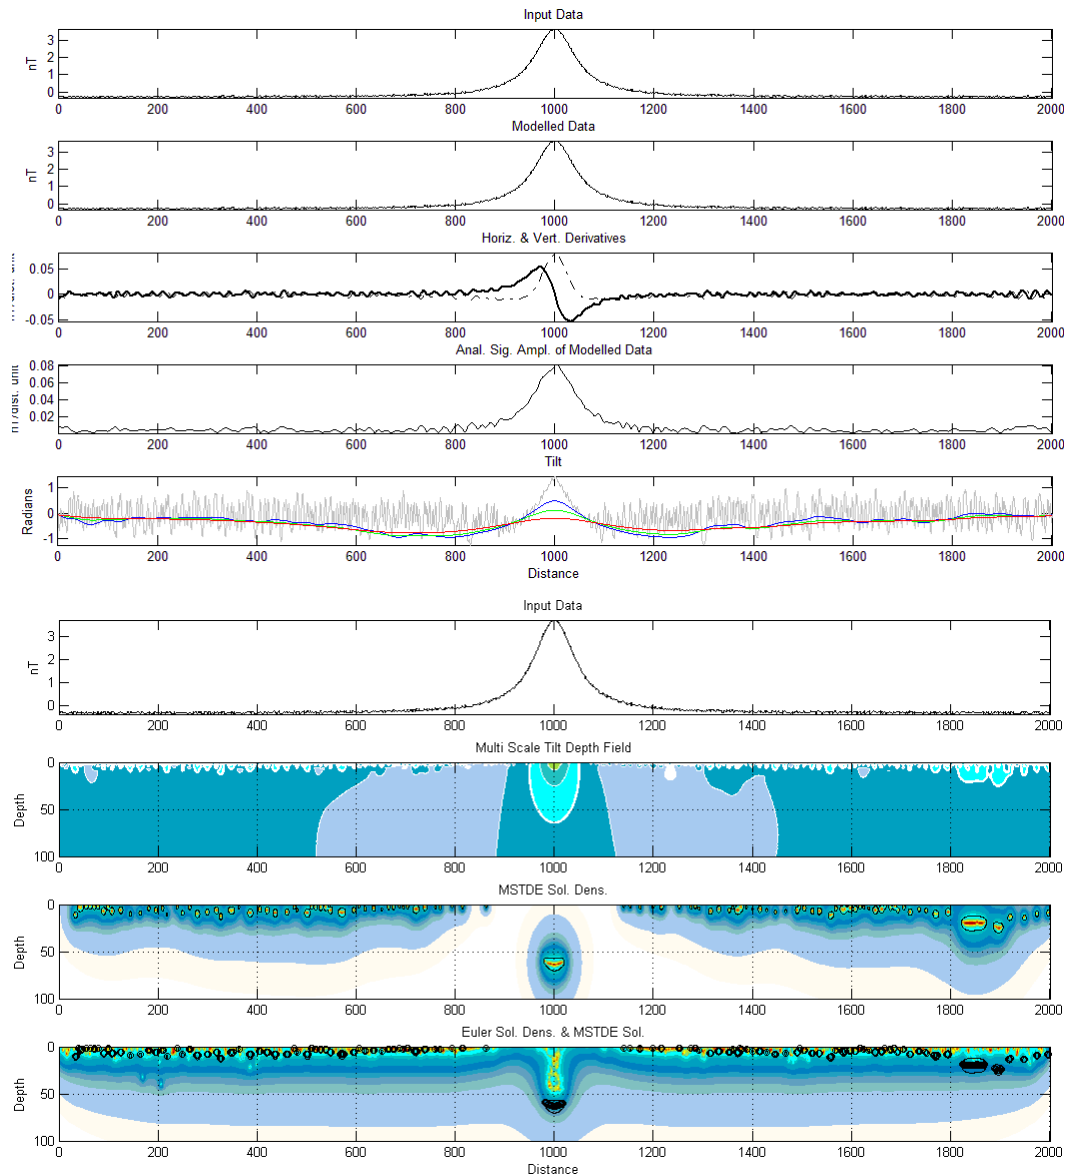 Input Data
3
2
1
0
nT
0 200 400 600 800 1000 1200 1400 1600 1800 2000
Modelled Data
3
2
1
0
nT
0 200 400 600 800 1000 1200 1400 1600 1800 2000
Horiz. & Vert. Derivatives
0.05
0
-0.05
0 200 400 600 800 1000 1200 1400 1600 1800 2000
Anal. Sig. Ampl. of Modelled Data
0.08
0.06
0.04
0.02
nT/dist. unit
0 200 400 600 800 1000 1200 1400 1600 1800 2000
Tilt
1
0
-1
Radians
0 200 400 600 800 1000 1200 1400 1600 1800 2000
Distance
Input Data
3
2
1
0
nT
0 200 400 600 800 1000 1200 1400 1600 1800 2000
Multi Scale Tilt Depth Field
0
50
100
Depth
0 200 400 600 800 1000 1200 1400 1600 1800 2000
MSTDE Sol. Dens.
0
50
100
Depth
0 200 400 600 800 1000 1200 1400 1600 1800 2000
Euler Sol. Dens. & MSTDE Sol.
0
50
100
Depth
0 200 400 600 800 1000 1200 1400 1600 1800 2000
Distance